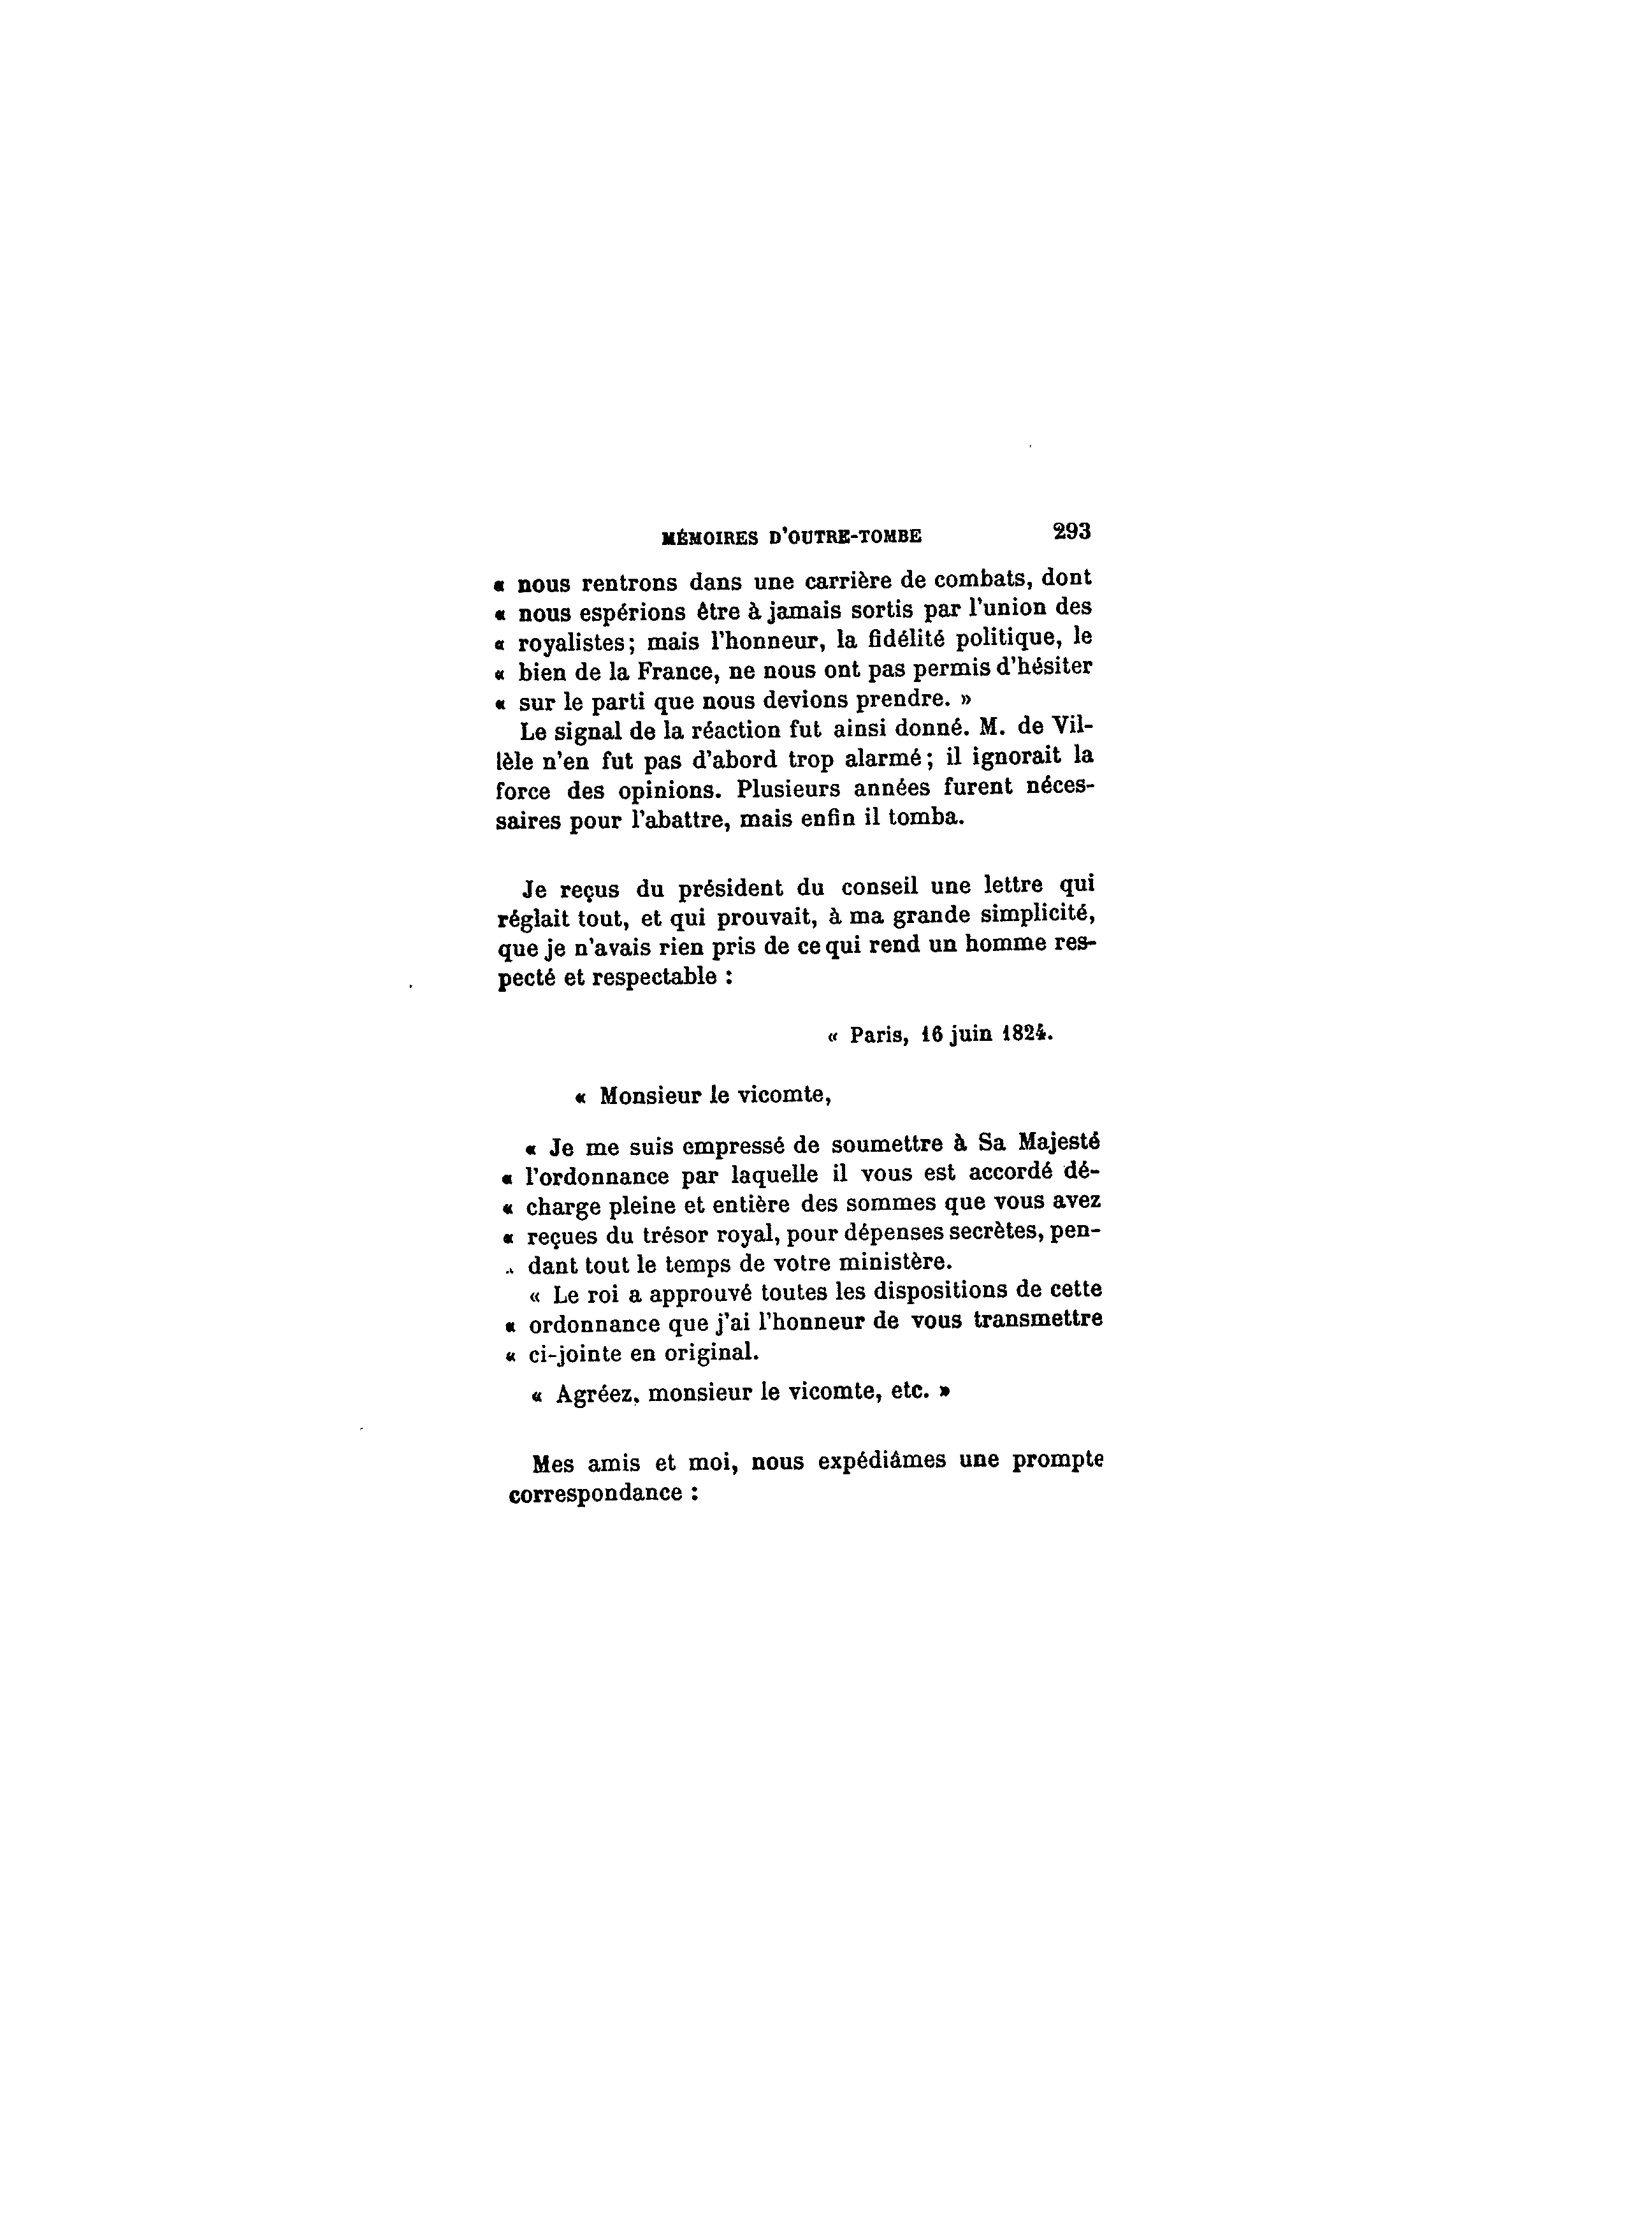 MÉMOIRES D'OUTRE-TOMBE 293
« nous rentrons dans une carrière de combats, dont
« nous espérions être à jamais sortis par l'union des
« royalistes; mais l'honneur, la fidélité politique, le
« bien de la France, ne nous ont pas permis d'hésiter
« sur le parti que nous devions prendre. »
Le signal de la réaction fut ainsi donné. M. de Vil-
lèle n'en fut pas d'abord trop alarmé; il ignorait la
force des opinions. Plusieurs années furent néces-
saires pour l'abattre, mais enfin il tomba.
Je reçus du président du conseil une lettre qui
réglait tout, et qui prouvait, à ma grande simplicité,
que je n'avais rien pris de ce qui rend un homme res-
pecté et respectable :
« Paris, 16 juin 1824.
« Monsieur le vicomte,
« Je me suis empressé de soumettre à Sa Majesté
« l'ordonnance par laquelle il vous est accordé dé-
« charge pleine et entière des sommes que vous avez
« reçues du trésor royal, pour dépenses secrètes, pen-
« dant tout le temps de votre ministère.
« Le roi a approuvé toutes les dispositions de cette
« ordonnance que j'ai l'honneur de vous transmettre
« ci-jointe en original.
« Agréez, monsieur le vicomte, etc. »
Mes amis et moi, nous expédiâmes une prompte
correspondance :